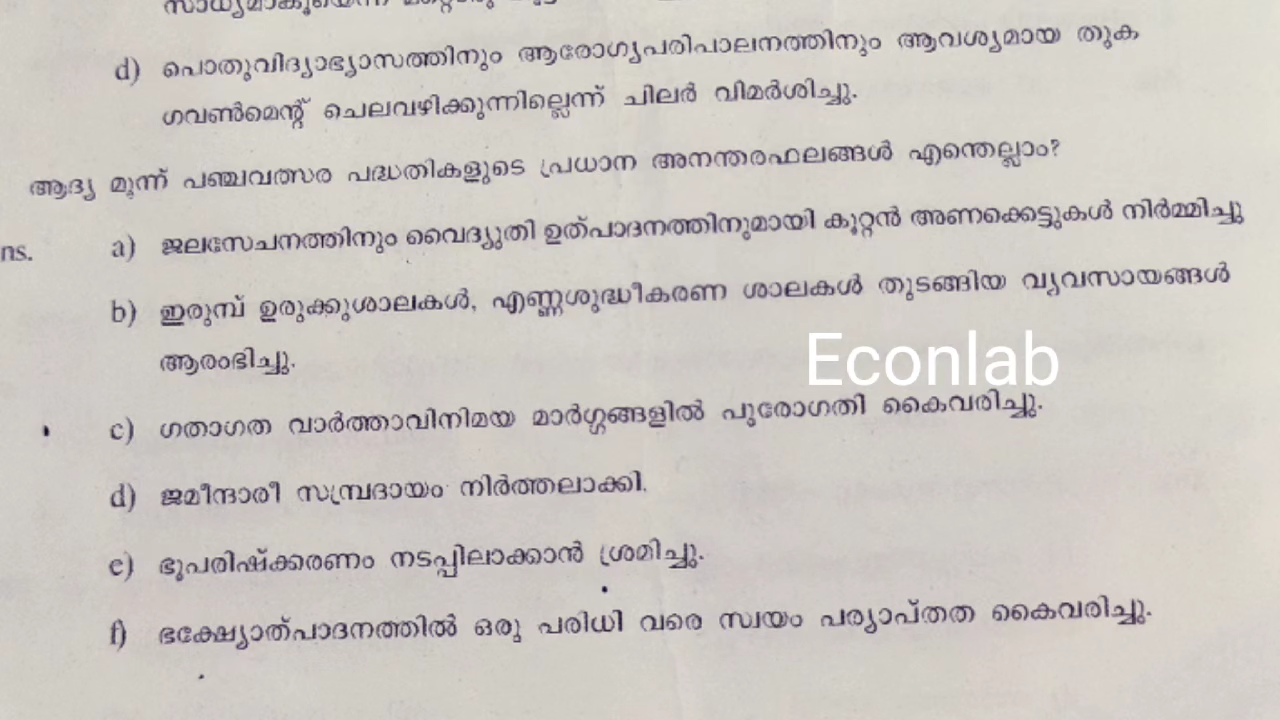 d) പൊതുവിദ്യാഭ്യാസത്തിനും ആരോഗ്യപരിപാലനത്തിനും ആവശ്യമായ തുക
ഗവൺമെന്റ് ചെലവഴിക്കുന്നില്ലെന്ന് ചിലർ വിമർശിച്ചു.
ആദ്യ മൂന്ന് പഞ്ചവത്സര പദ്ധതികളുടെ പ്രധാന അനന്തരഫലങ്ങൾ എന്തെല്ലാം?
ns. a) ജലസേചനത്തിനും വൈദ്യുതി ഉത്പാദനത്തിനുമായി കൂറ്റൻ അണക്കെട്ടുകൾ നിർമ്മിച്ചു
b) ഇരുമ്പ് ഉരുക്കുശാലകൾ, എണ്ണശുദ്ധീകരണ ശാലകൾ തുടങ്ങിയ വ്യവസായങ്ങൾ
ആരംഭിച്ചു.
Econlab
c) ഗതാഗത വാർത്താവിനിമയ മാർഗ്ഗങ്ങളിൽ പുരോഗതി കൈവരിച്ചു.
d) ജമീന്ദാരീ സമ്പ്രദായം നിർത്തലാക്കി.
e) ഭൂപരിഷ്ക്കരണം നടപ്പിലാക്കാൻ ശ്രമിച്ചു.
f) ഭക്ഷ്യോത്പാദനത്തിൽ ഒരു പരിധി വരെ സ്വയം പര്യാപ്തത കൈവരിച്ചു.